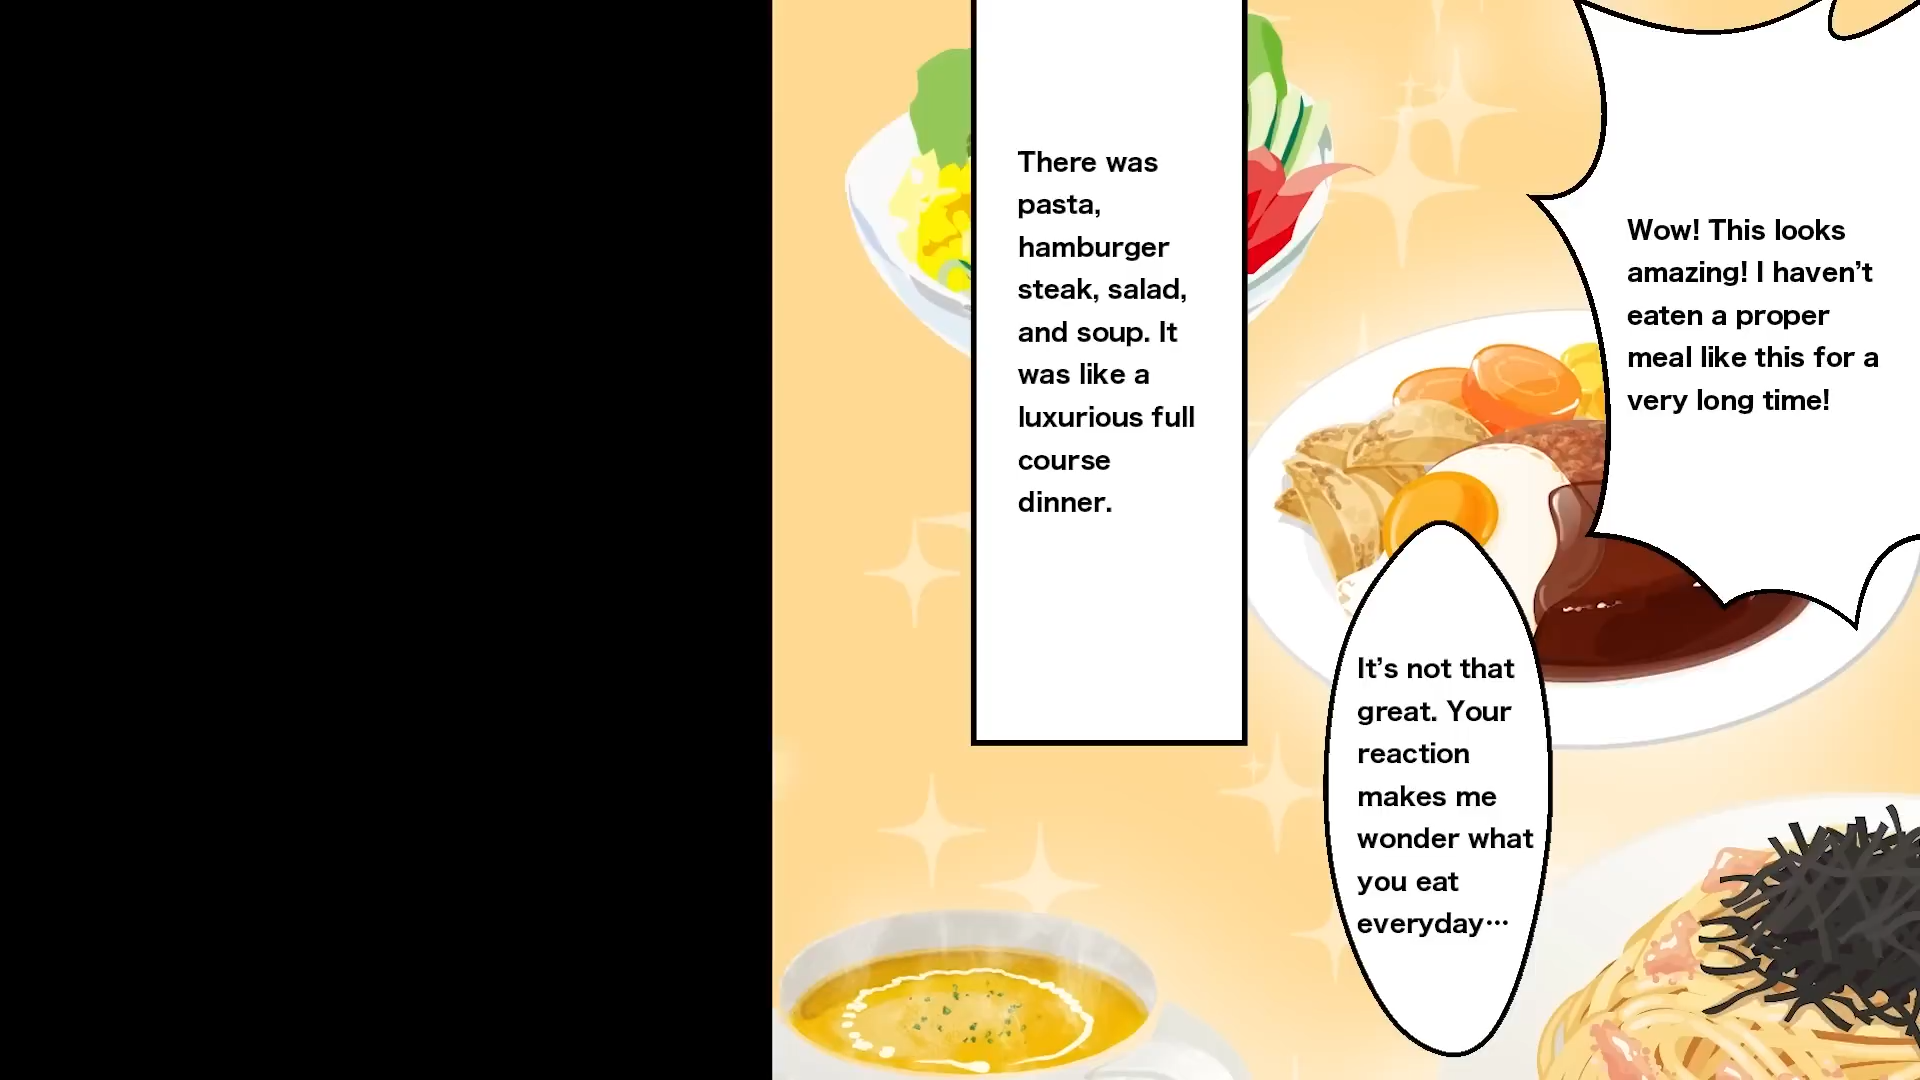 There was
pasta,
hamburger
steak, salad,
and soup. It
was like a
luxurious full
course
dinner.
Wow! This looks
amazing! I haven’t
eaten a proper
meal like this for a
very long time!
It’s not that
great. Your
reaction
makes me
wonder what
you eat
everyday…